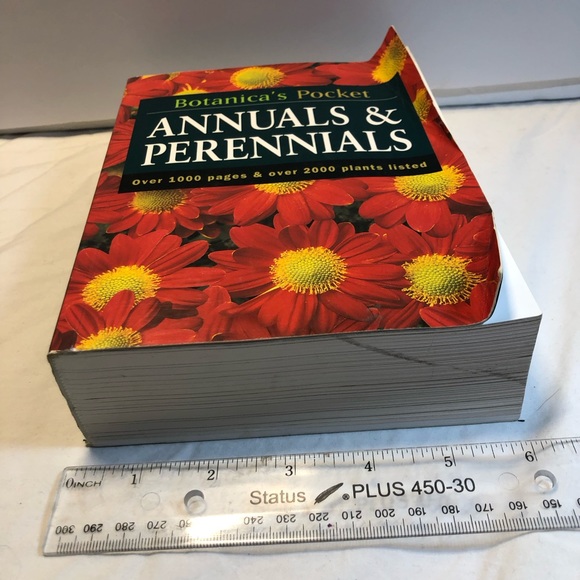 Botanica's Pocket
ANNUALS &
PERENNIALS
Over 1000 pages & over 2000 plants listed
0INCH 1 2 3 4 5 6
Status PLUS 450-30
300 290 280 270 260 250 240 230 220 210 200 190 180 170 160 150